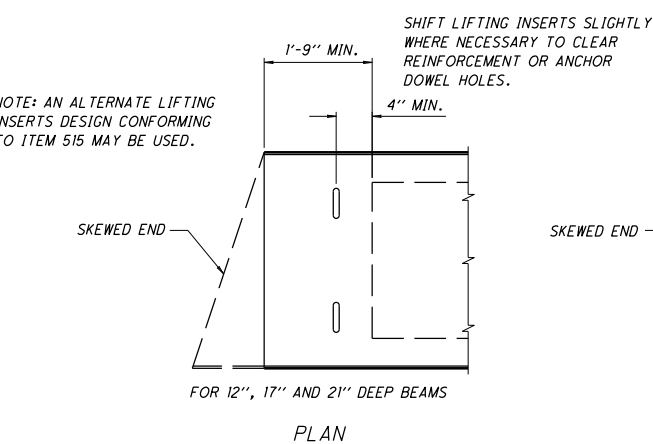 SHIFT LIFTING INSERTS SLIGHTLY
WHERE NECESSARY TO CLEAR
REINFORCEMENT OR ANCHOR
DOWEL HOLES.
1'-9'' MIN.
4'' MIN.
NOTE: AN ALTERNATE LIFTING
INSERTS DESIGN CONFORMING
TO ITEM 515 MAY BE USED.
SKEWED END
SKEWED END
FOR 12'', 17'' AND 21'' DEEP BEAMS
PLAN